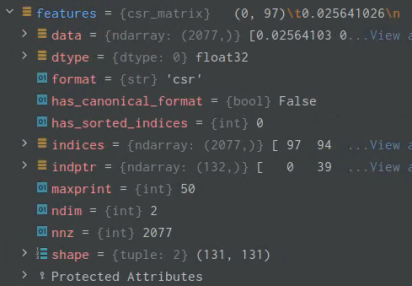 features = {csr_matrix} (0, 97)\t0.025641026\n
data = {ndarray: (2077,)} [0.02564103 0...View a
dtype = {dtype: 0} float32
format = {str} 'csr'
has_canonical_format = {bool} False
has_sorted_indices = {int} 0
indices = {ndarray: (2077,)} [ 97 94 ...View a
indptr = {ndarray: (132,)} [ 0 39 ...View a
maxprint = {int} 50
ndim = {int} 2
nnz = {int} 2077
shape = {tuple: 2} (131, 131)
Protected Attributes